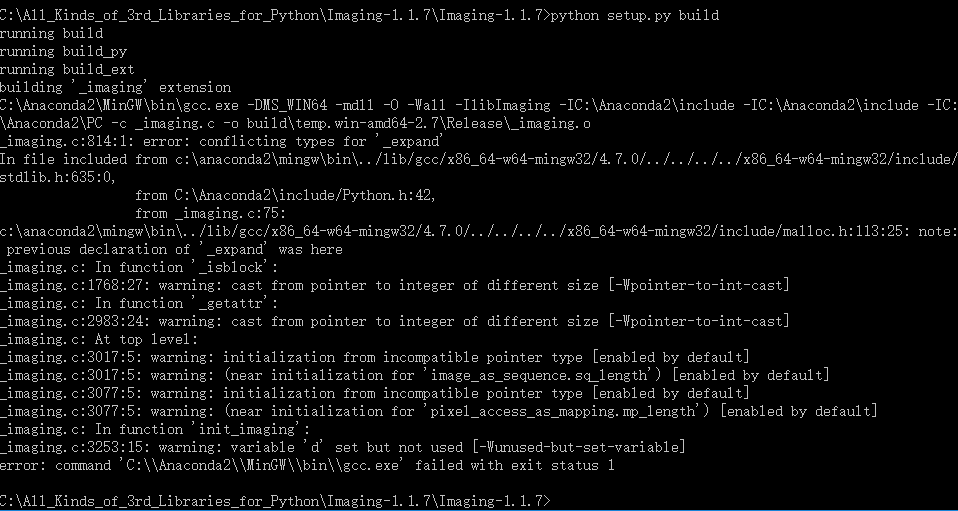 C:\All_Kinds_of_3rd_Libraries_for_Python\Imaging-1.1.7\Imaging-1.1.7>python setup.py build
running build
running build_py
running build_ext
building '_imaging' extension
C:\Anaconda2\MinGW\bin\gcc.exe -DMS_WIN64 -mdll -O -Wall -IlibImaging -IC:\Anaconda2\include -IC:\Anaconda2\include -IC:
\Anaconda2\PC -c _imaging.c -o build\temp.win-amd64-2.7\Release\_imaging.o
_imaging.c:814:1: error: conflicting types for '_expand'
In file included from c:\anaconda2\mingw\bin\../lib/gcc/x86_64-w64-mingw32/4.7.0/../../../../x86_64-w64-mingw32/include/
stdlib.h:635:0,
from C:\Anaconda2\include/Python.h:42,
from _imaging.c:75:
c:\anaconda2\mingw\bin\../lib/gcc/x86_64-w64-mingw32/4.7.0/../../../../x86_64-w64-mingw32/include/malloc.h:113:25: note:
previous declaration of '_expand' was here
_imaging.c: In function '_isblock':
_imaging.c:1768:27: warning: cast from pointer to integer of different size [-Wpointer-to-int-cast]
_imaging.c: In function '_getattr':
_imaging.c:2983:24: warning: cast from pointer to integer of different size [-Wpointer-to-int-cast]
_imaging.c: At top level:
_imaging.c:3017:5: warning: initialization from incompatible pointer type [enabled by default]
_imaging.c:3017:5: warning: (near initialization for 'image_as_sequence.sq_length') [enabled by default]
_imaging.c:3077:5: warning: initialization from incompatible pointer type [enabled by default]
_imaging.c:3077:5: warning: (near initialization for 'pixel_access_as_mapping.mp_length') [enabled by default]
_imaging.c: In function 'init_imaging':
_imaging.c:3253:15: warning: variable 'd' set but not used [-Wunused-but-set-variable]
error: command 'C:\\Anaconda2\\MinGW\\bin\\gcc.exe' failed with exit status 1
C:\All_Kinds_of_3rd_Libraries_for_Python\Imaging-1.1.7\Imaging-1.1.7>